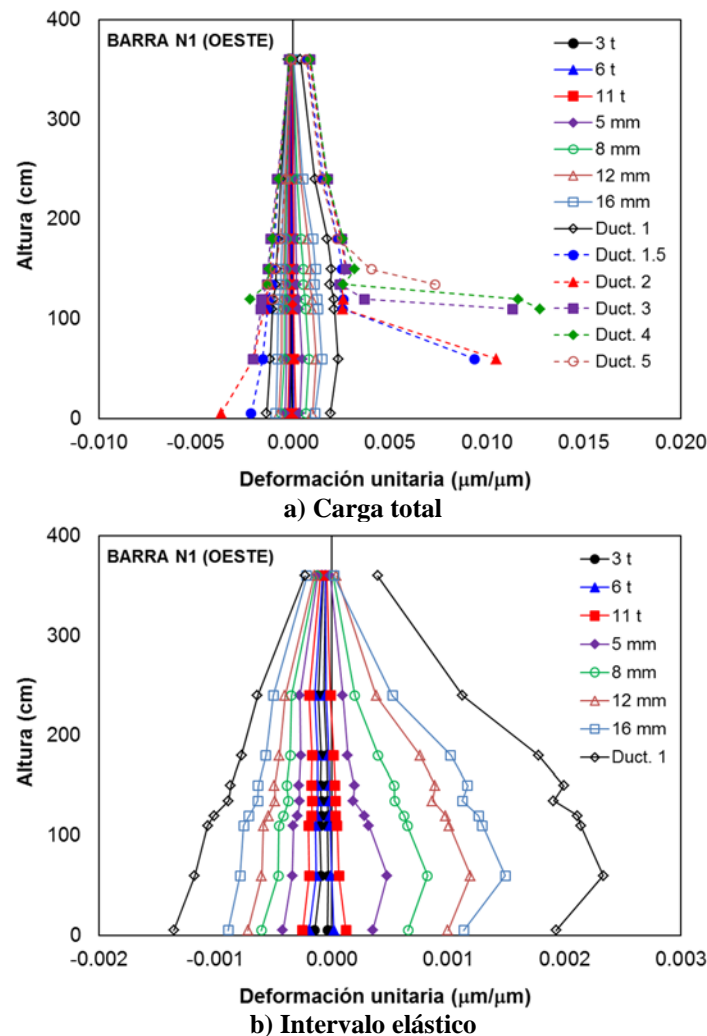 BARRA N1 (OESTE)
Altura (cm)
400
300
200
100
0
-0.010
-0.005
0.000
0.005
0.010
0.015
0.020
3 t
6 t
11 t
5 mm
8 mm
12 mm
16 mm
Duct. 1
Duct. 1.5
Duct. 2
Duct. 3
Duct. 4
Duct. 5
Deformación unitaria (μm/μm)
a) Carga total
BARRA N1 (OESTE)
Altura (cm)
400
300
200
100
0
-0.002
-0.001
0.000
0.001
0.002
0.003
3 t
6 t
11 t
5 mm
8 mm
12 mm
16 mm
Duct. 1
Deformación unitaria (μm/μm)
b) Intervalo elástico